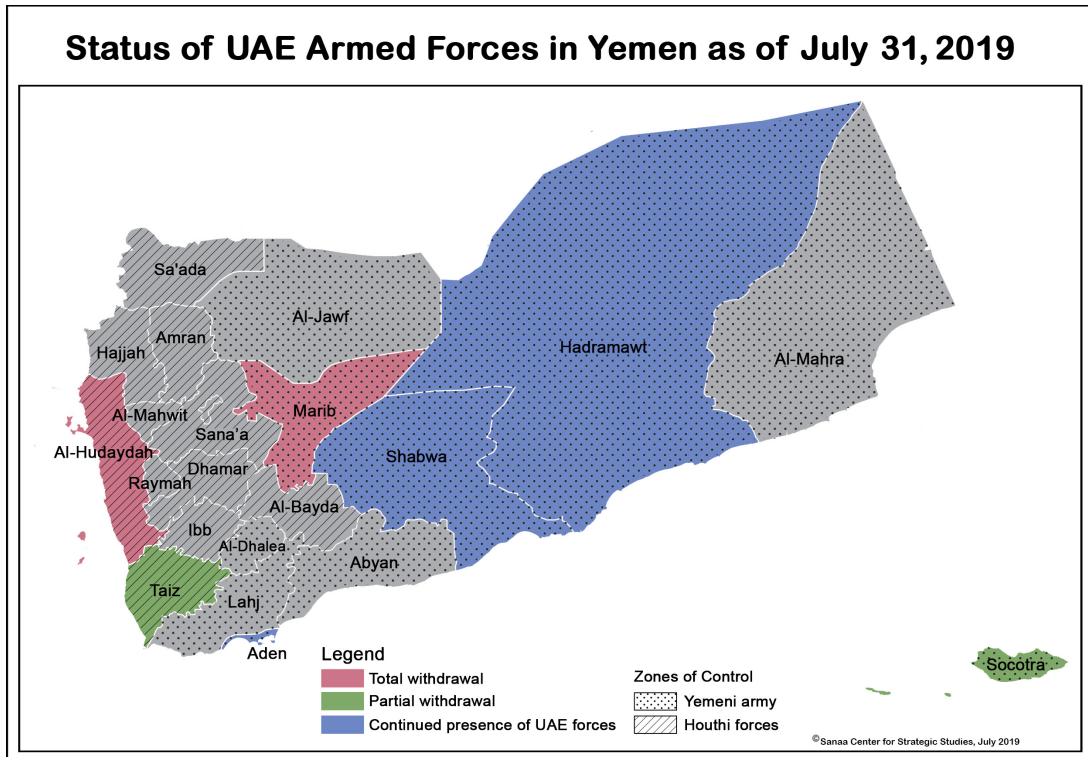 Status of UAE Armed Forces in Yemen as of July 31, 2019
Sa'ada
Al-Jawf
Amran
Hajjah
Hadramawt
Al-Mahra
Marib
Al-Mahwit
Sana'a
Al-Hudaydah
Shabwa
Dhamar
Raymah
Al-Bayda
Ibb
Al-Dhalea
Abyan
Taiz
Lahj
Aden
Socotra
Legend
Total withdrawal
Partial withdrawal
Continued presence of UAE forces
Zones of Control
Yemeni army
Houthi forces
©Sanaa Center for Strategic Studies, July 2019